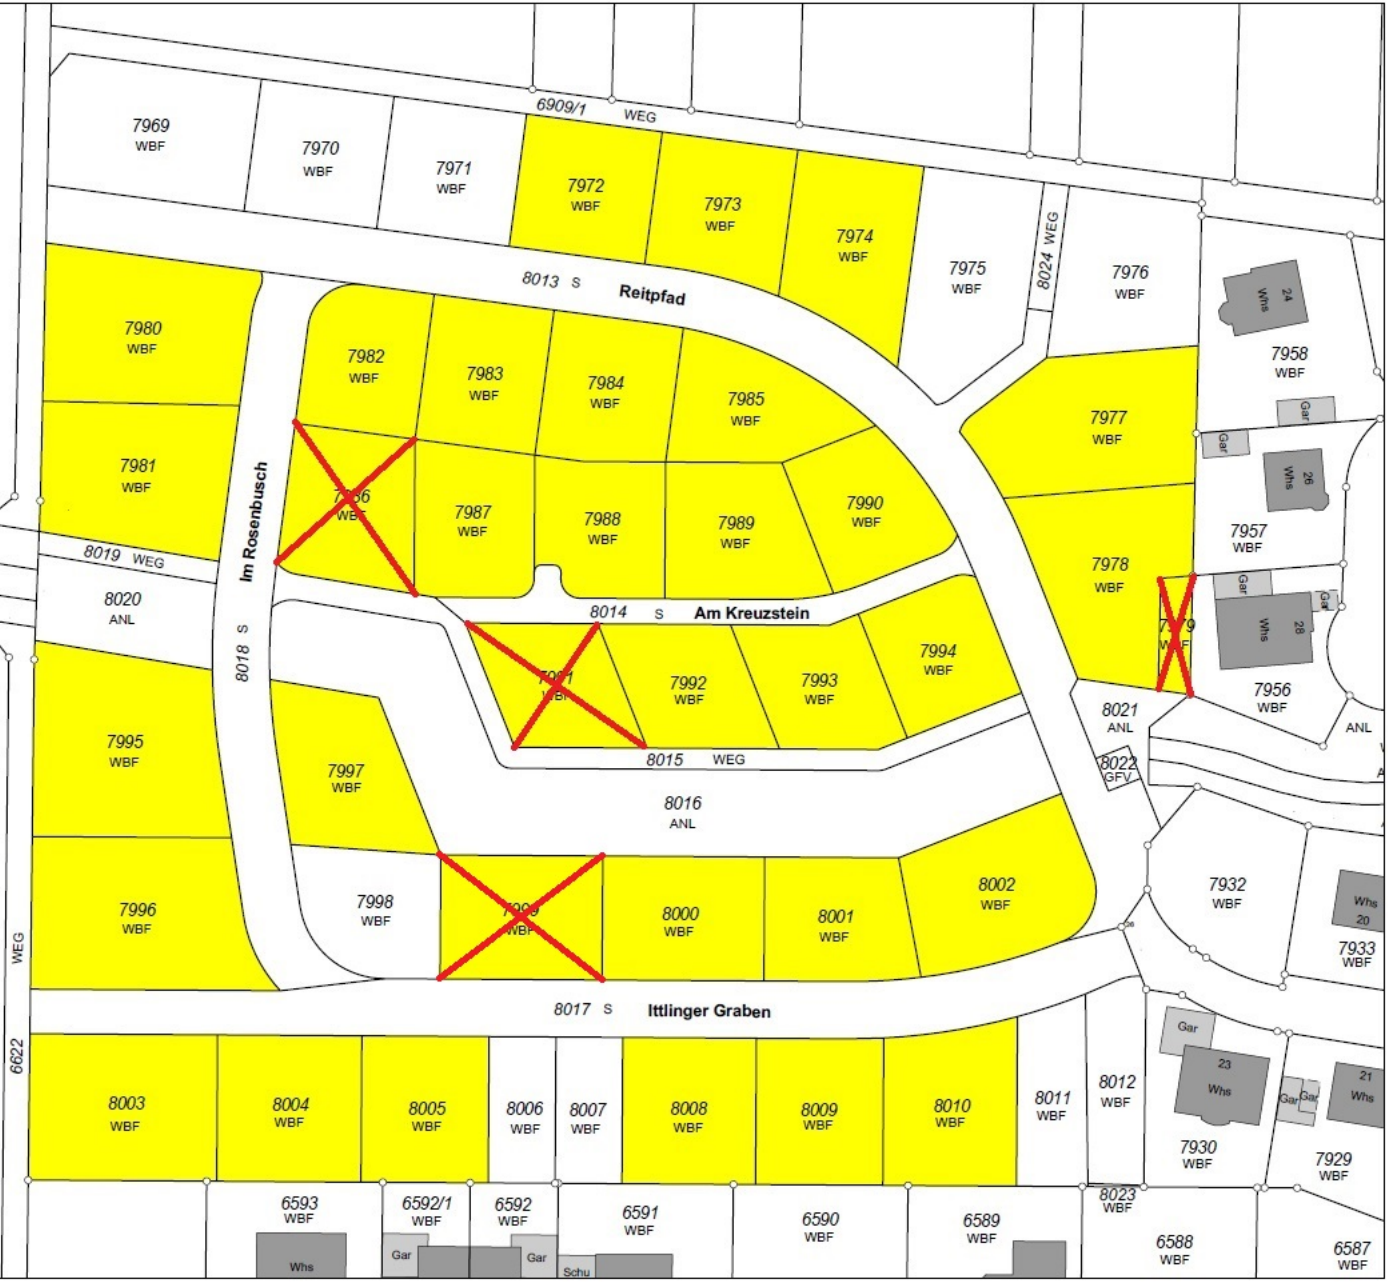 6909/1 WEG
7969
WBF
7970
WBF
7971
WBF
7972
WBF
7973
WBF
7974
WBF
7975
WBF
8024 WEG
7976
WBF
24
Whs
7958
WBF
Gar
8013 S Reitpfad
7980
WBF
7982
WBF
7983
WBF
7984
WBF
7985
WBF
7977
WBF
Gar
26
Whs
7957
WBF
7981
WBF
Im Rosenbusch
8018 S
WBF
7987
WBF
7988
WBF
7989
WBF
7990
WBF
7978
WBF
8019 WEG
8020
ANL
8014 S Am Kreuzstein
Gar
Gar
28
Whs
7956
WBF
7992
WBF
7993
WBF
7994
WBF
8021
ANL
ANL
8022
GFV
8015 WEG
7995
WBF
7997
WBF
8016
ANL
7996
WBF
7998
WBF
WBF
8000
WBF
8001
WBF
8002
WBF
7932
WBF
Whs
20
7933
WBF
WEG
6622
8017 S Ittlinger Graben
8003
WBF
8004
WBF
8005
WBF
8006
WBF
8007
WBF
8008
WBF
8009
WBF
8010
WBF
8011
WBF
8012
WBF
Gar
23
Whs
7930
WBF
Gar
Gar
21
Whs
7929
WBF
6593
WBF
Whs
6592/1
WBF
Gar
6592
WBF
Gar
6591
WBF
Schu
6590
WBF
6589
WBF
8023
6588
WBF
6587
WBF